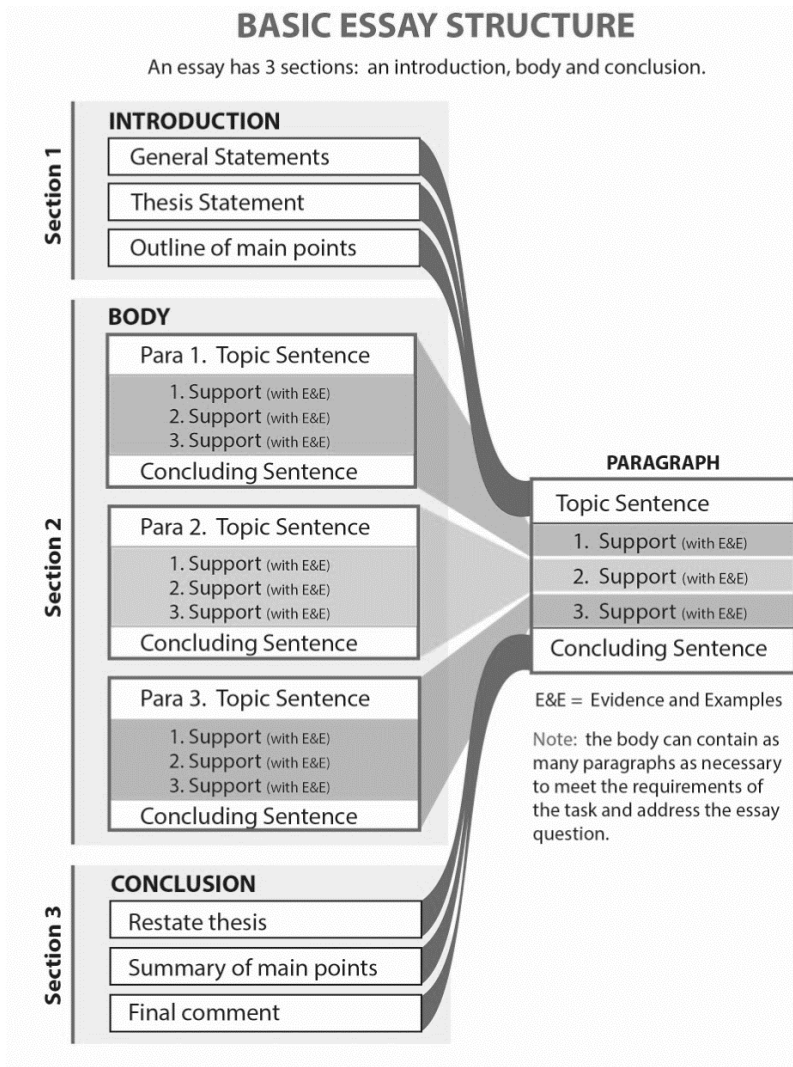 BASIC ESSAY STRUCTURE
An essay has 3 sections: an introduction, body and conclusion.
Section 1
INTRODUCTION
General Statements
Thesis Statement
Outline of main points
Section 2
BODY
Para 1. Topic Sentence
1. Support (with E&E)
2. Support (with E&E)
3. Support (with E&E)
Concluding Sentence
Para 2. Topic Sentence
1. Support (with E&E)
2. Support (with E&E)
3. Support (with E&E)
Concluding Sentence
Para 3. Topic Sentence
1. Support (with E&E)
2. Support (with E&E)
3. Support (with E&E)
Concluding Sentence
PARAGRAPH
Topic Sentence
1. Support (with E&E)
2. Support (with E&E)
3. Support (with E&E)
Concluding Sentence
E&E = Evidence and Examples
Note: the body can contain as
many paragraphs as necessary
to meet the requirements of
the task and address the essay
question.
Section 3
CONCLUSION
Restate thesis
Summary of main points
Final comment